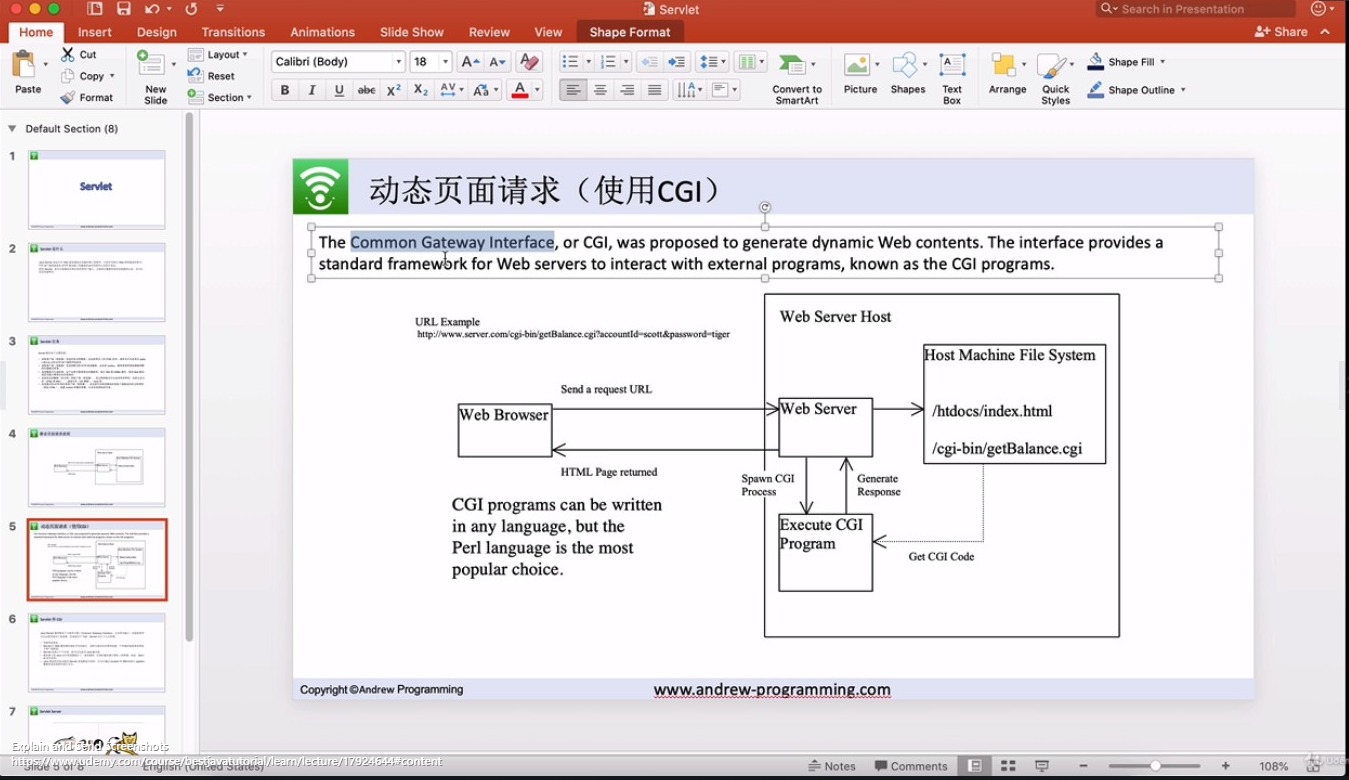 Servlet
Search in Presentation
Home Insert Design Transitions Animations Slide Show Review View Shape Format
Share
Paste
Cut
Copy
Format
New
Slide
Layout
Reset
Section
Calibri (Body) 18
Convert to
SmartArt
Picture
Shapes
Text
Box
Arrange
Quick
Styles
Shape Fill
Shape Outline
Default Section (8)
1
Servlet
2
3
4
5
6
7
动态页面请求（使用CGI）
The Common Gateway Interface, or CGI, was proposed to generate dynamic Web contents. The interface provides a
standard framework for Web servers to interact with external programs, known as the CGI programs.
URL Example
http://www.server.com/cgi-bin/getBalance.cgi?accountId=scott&password=tiger
Web Server Host
Host Machine File System
/htdocs/index.html
/cgi-bin/getBalance.cgi
Send a request URL
Web Browser
Web Server
HTML Page returned
Spawn CGI
Process
Generate
Response
Execute CGI
Program
Get CGI Code
CGI programs can be written
in any language, but the
Perl language is the most
popular choice.
Copyright ©Andrew Programming
www.andrew-programming.com
Explain and Send Screenshots
https://www.udemy.com/course/bestjavatutorial/learn/lecture/17924644#content
Slide 5 of 8 English (United States)
Notes Comments 108%